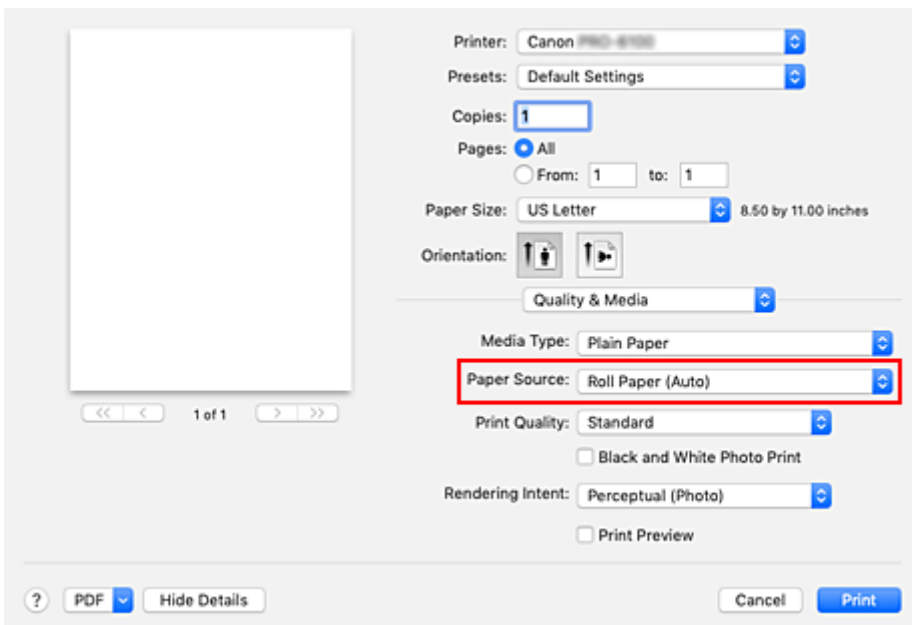 Printer: Canon
Presets: Default Settings
Copies: 1
Pages: All
From: 1 to: 1
Paper Size: US Letter 8.50 by 11.00 inches
Orientation:
Quality & Media
Media Type: Plain Paper
Paper Source: Roll Paper (Auto)
<< < 1 of 1 > >>
Print Quality: Standard
Black and White Photo Print
Rendering Intent: Perceptual (Photo)
Print Preview
? PDF Hide Details Cancel Print